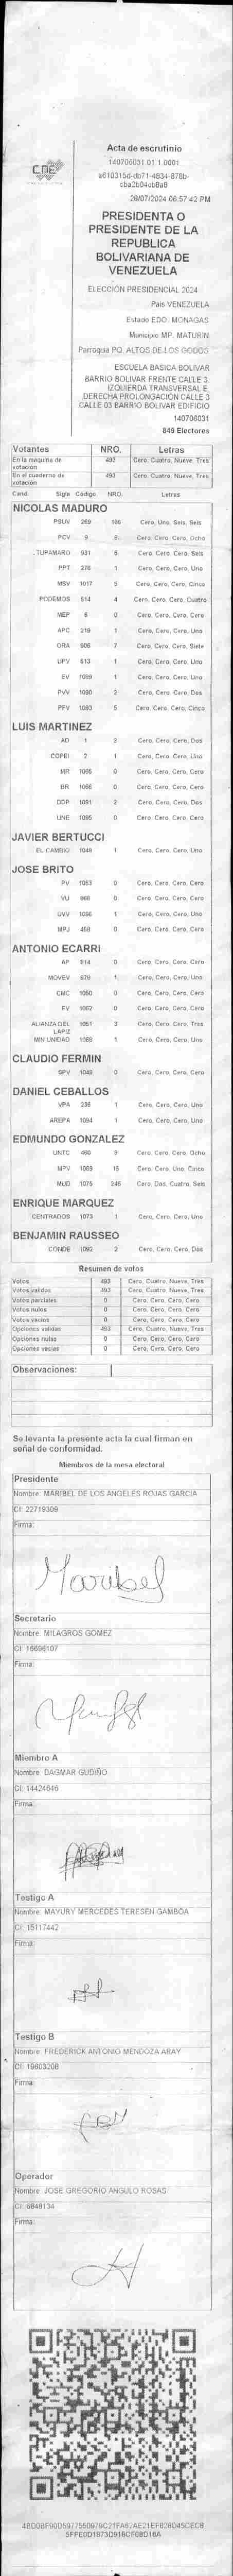 CNE
Acta de escrutinio
140706031.01.1.0001
28/07/2024 06:57:42 PM
PRESIDENTA O
PRESIDENTE DE LA
REPUBLICA
BOLIVARIANA DE
VENEZUELA
ELECCIÓN PRESIDENCIAL 2024
País VENEZUELA
Estado EDO. MONAGAS
Municipio MP. MATURIN
Parroquia PQ. ALTOS DE LOS GODOS
ESCUELA BASICA BOLIVAR
BARRIO BOLIVAR FRENTE CALLE 3.
IZQUIERDA TRANSVERSAL E.
DERECHA PROLONGACIÓN CALLE 3
CALLE 03 BARRIO BOLIVAR EDIFICIO
140706031
849 Electores
Votantes NRO. Letras
En la maquina de votación 493 Cero, Cuatro, Nueve, Tres
En el cuaderno de votación 493 Cero, Cuatro, Nueve, Tres
Cand. Sigla Código NRO. Letras
NICOLAS MADURO
PSUV 269 166 Cero, Uno, Seis, Seis
PCV 9 8 Cero, Cero, Cero, Ocho
TUPAMARO 931 6 Cero, Cero, Cero, Seis
PPT 276 1 Cero, Cero, Cero, Uno
MSV 1017 5 Cero, Cero, Cero, Cinco
PODEMOS 514 4 Cero, Cero, Cero, Cuatro
MEP 6 0 Cero, Cero, Cero, Cero
APC 219 1 Cero, Cero, Cero, Uno
ORA 906 7 Cero, Cero, Cero, Siete
UPV 613 1 Cero, Cero, Cero, Uno
EV 1089 1 Cero, Cero, Cero, Uno
PVV 1090 2 Cero, Cero, Cero, Dos
PFV 1093 5 Cero, Cero, Cero, Cinco
LUIS MARTINEZ
AD 1 2 Cero, Cero, Cero, Dos
COPEI 2 1 Cero, Cero, Cero, Uno
MR 1065 0 Cero, Cero, Cero, Cero
BR 1066 0 Cero, Cero, Cero, Cero
DDP 1091 2 Cero, Cero, Cero, Dos
UNE 1095 0 Cero, Cero, Cero, Cero
JAVIER BERTUCCI
EL CAMBIO 1048 1 Cero, Cero, Cero, Uno
JOSE BRITO
PV 1063 0 Cero, Cero, Cero, Cero
VU 968 0 Cero, Cero, Cero, Cero
UVV 1096 1 Cero, Cero, Cero, Uno
MPJ 458 0 Cero, Cero, Cero, Cero
ANTONIO ECARRI
AP 914 0 Cero, Cero, Cero, Cero
MOVEV 879 1 Cero, Cero, Cero, Uno
CMC 1050 0 Cero, Cero, Cero, Cero
FV 1062 0 Cero, Cero, Cero, Cero
ALIANZA DEL LAPIZ 1051 3 Cero, Cero, Cero, Tres
MIN UNIDAD 1069 1 Cero, Cero, Cero, Uno
CLAUDIO FERMIN
SPV 1049 0 Cero, Cero, Cero, Cero
DANIEL CEBALLOS
VPA 236 1 Cero, Cero, Cero, Uno
AREPA 1094 1 Cero, Cero, Cero, Uno
EDMUNDO GONZALEZ
UNTC 460 Cero, Cero, Cero, Ocho
MPV 1069 15 Cero, Cero, Uno, Cinco
MUD 1075 246 Cero, Dos, Cuatro, Seis
ENRIQUE MARQUEZ
CENTRADOS 1073 1 Cero, Cero, Cero, Uno
BENJAMIN RAUSSEO
CONDE 1090 2 Cero, Cero, Cero, Dos
Resumen de votos
Votos 493 Cero, Cuatro, Nueve, Tres
Votos validos 493 Cero, Cuatro, Nueve, Tres
Votos parciales 0 Cero, Cero, Cero, Cero
Votos nulos 0 Cero, Cero, Cero, Cero
Votos vacios 0 Cero, Cero, Cero, Cero
Opciones validas 493 Cero, Cuatro, Nueve, Tres
Opciones nulas 0 Cero, Cero, Cero, Cero
Opciones vacias 0 Cero, Cero, Cero, Cero
Observaciones:
Se levanta la presente acta la cual firman en
señal de conformidad.
Miembros de la mesa electoral
Presidente
Nombre: MARIBEL DE LOS ANGELES ROJAS GARCIA
CI: 22719308
Firma:
Maribel
Secretario
Nombre: MILAGROS GOMEZ
CI: 16696107
Firma:
Miembro A
Nombre: DAGMAR GUDIÑO
CI: 14424646
Firma:
Testigo A
Nombre: MAYURY MERCEDES TERESEN GAMBOA
CI: 15117442
Firma:
Testigo B
Nombre: FREDERICK ANTONIO MENDOZA ARAY
CI: 19603208
Firma:
Operador
Nombre: JOSE GREGORIO ANGULO ROSAS
CI: 6848134
Firma: